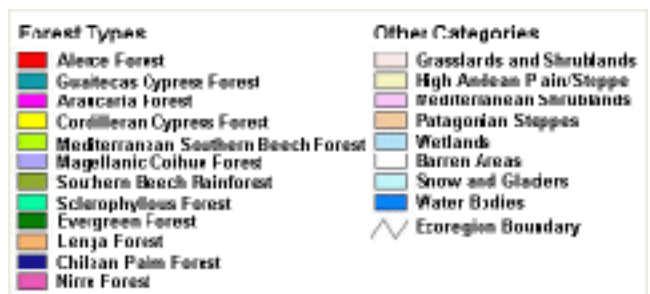 Forest Types
Alerce Forest
Guaitecas Cypress Forest
Araucaria Forest
Cordilleran Cypress Forest
Mediterranean Southern Beech Forest
Magellanic Coihue Forest
Southern Beech Rainforest
Sclerophyllous Forest
Evergreen Forest
Lenga Forest
Chilean Palm Forest
Nirre Forest
Other Categories
Grasslards and Shrublands
High Andean Plain/Steppe
Mediterranean Shrublands
Patagonian Steppes
Wetlands
Barren Areas
Snow and Glaciers
Water Bodies
Ecoregion Boundary